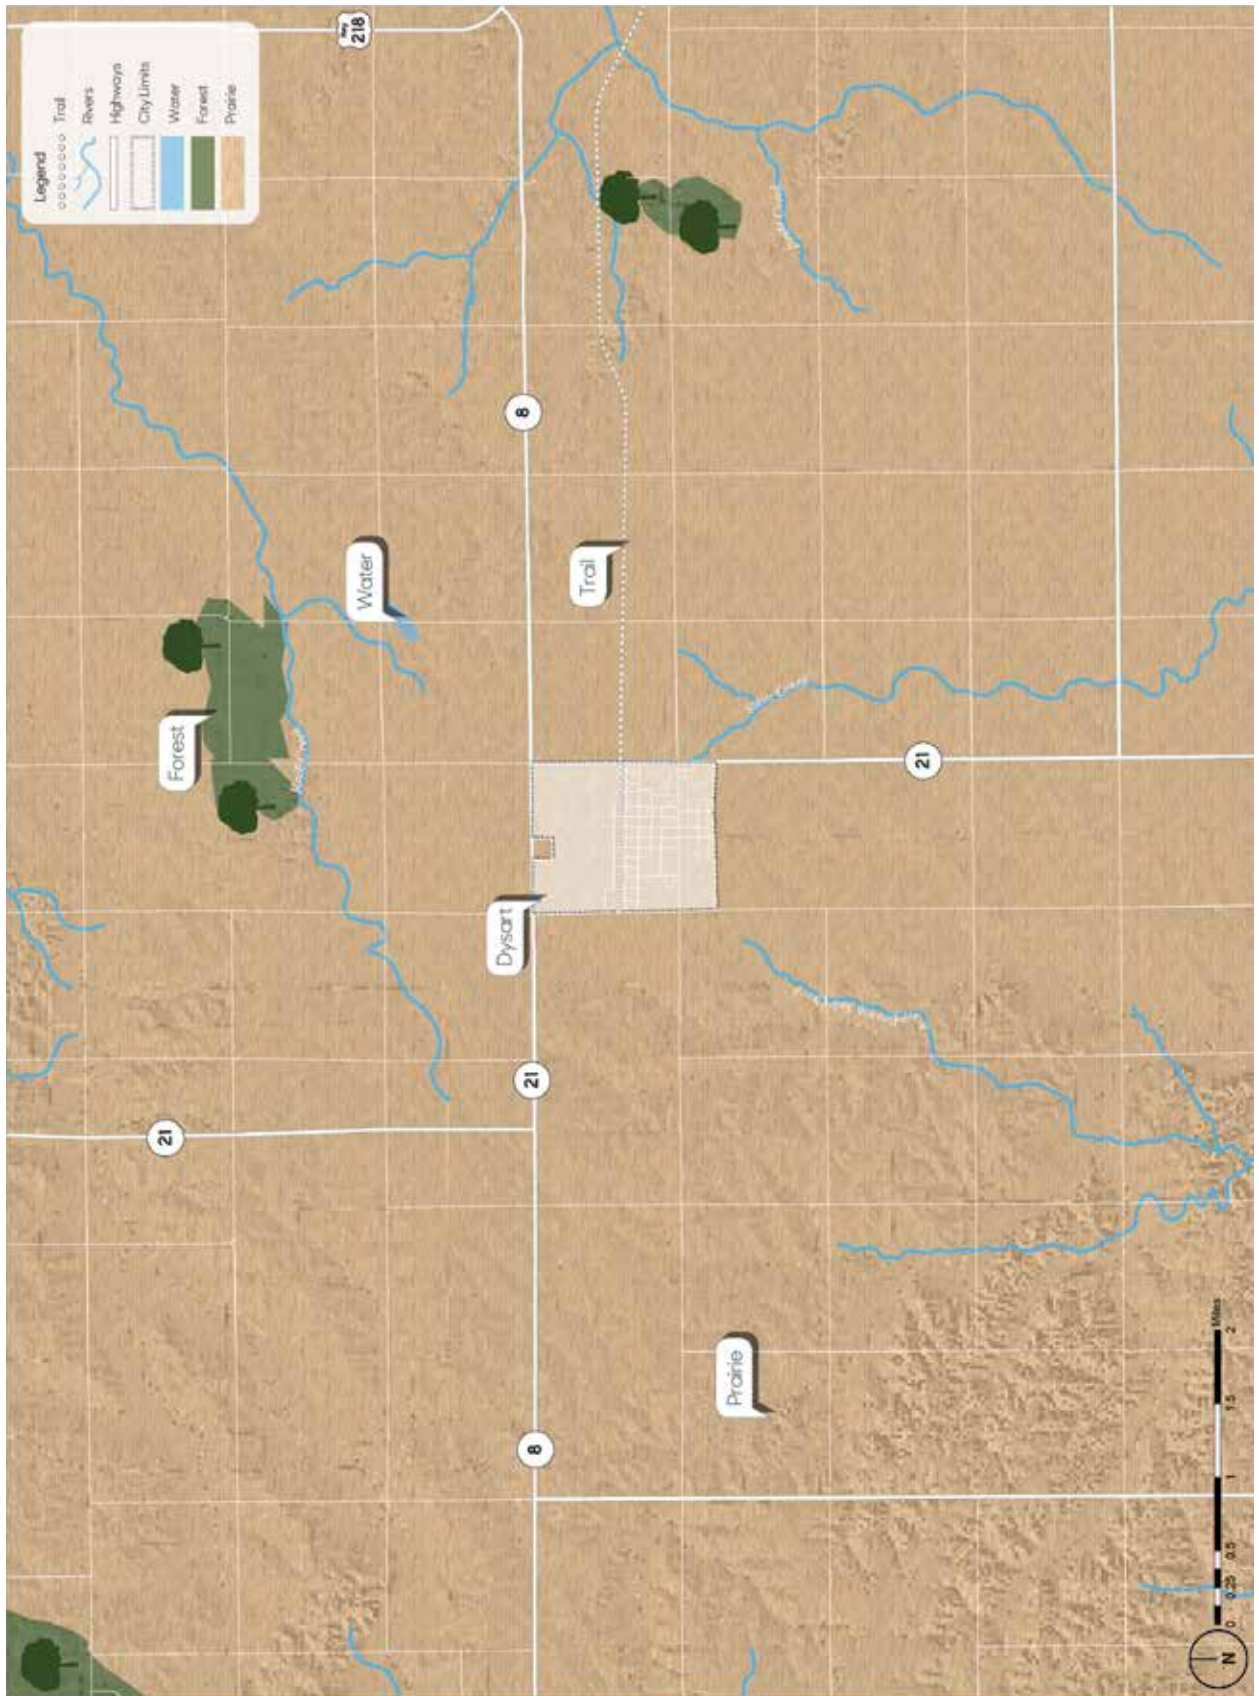 Legend
Trail
Rivers
Highways
City Limits
Water
Forest
Prairie
Hwy
218
Forest
Water
8
Trail
Dysart
21
21
21
8
Prairie
0
0.25
0.5
1
1.5
2
Miles
N